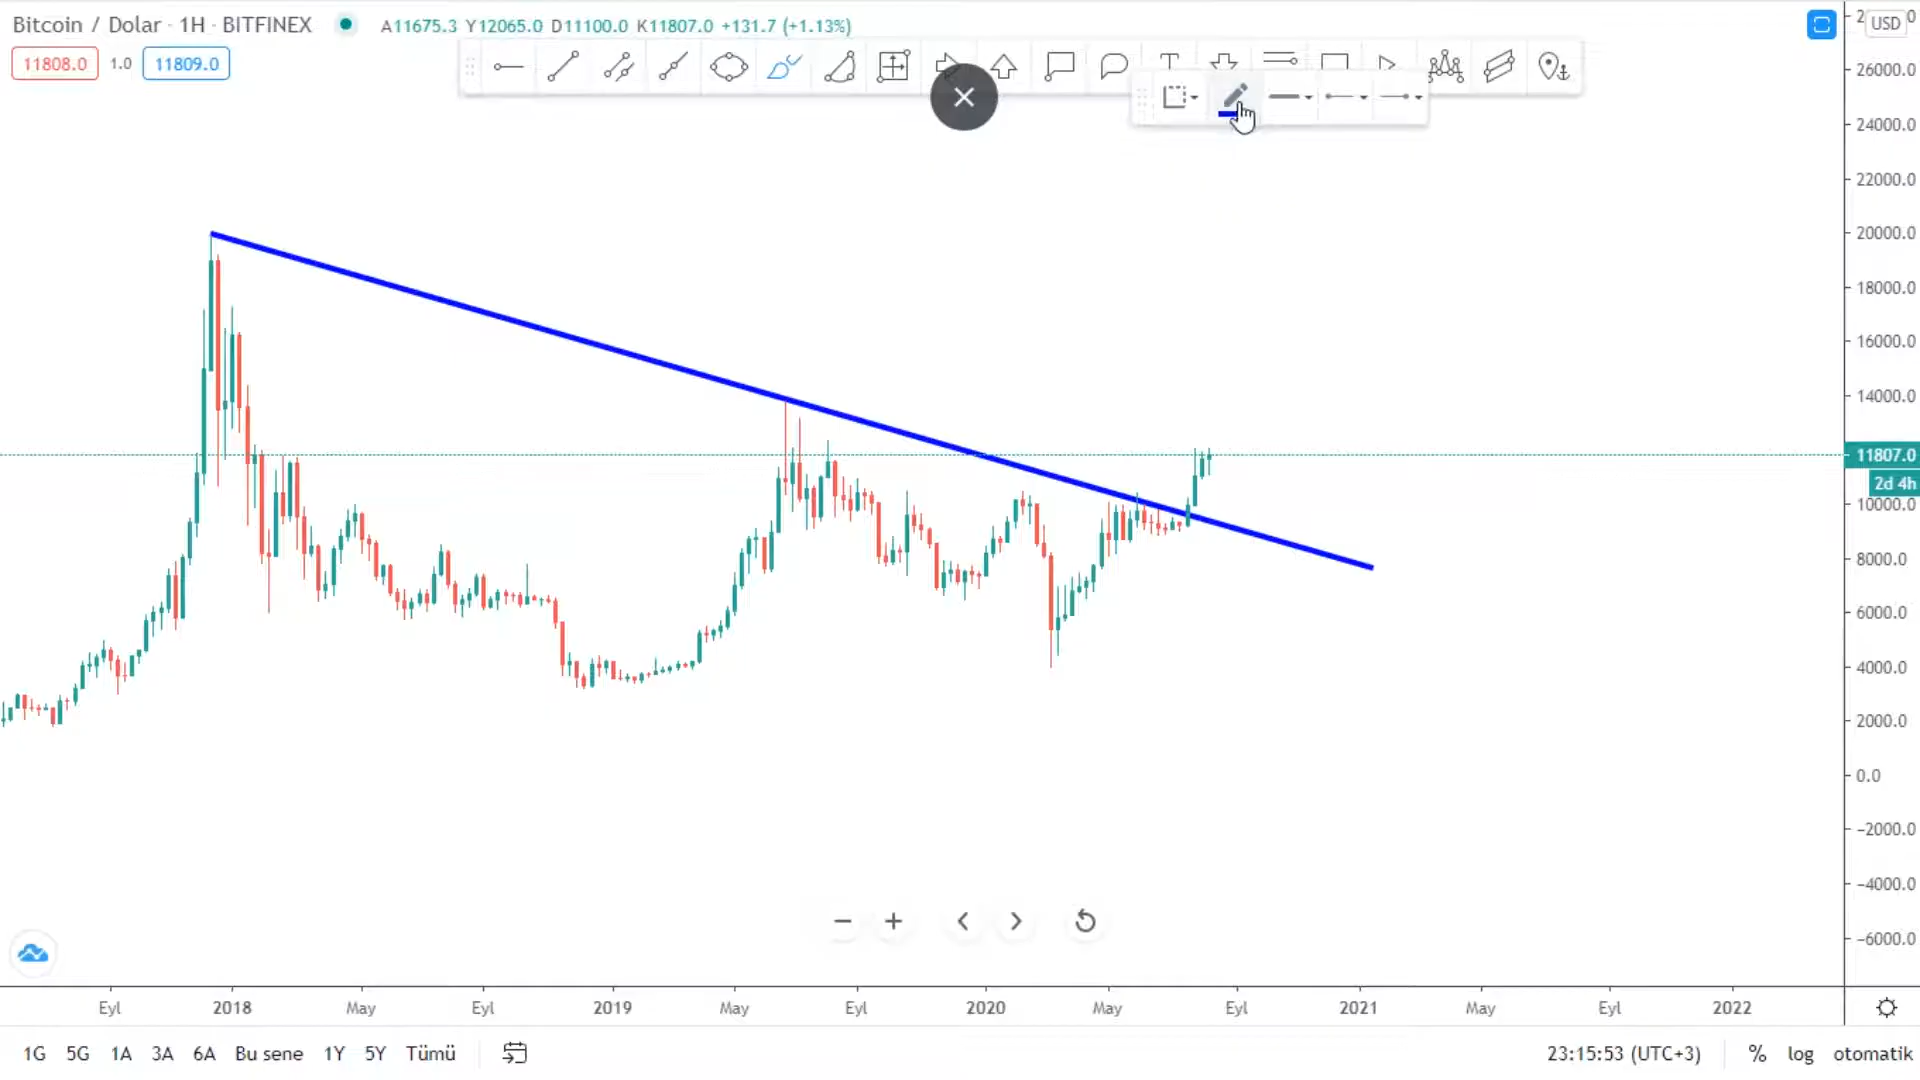 Bitcoin / Dolar · 1H · BITFINEX A11675.3 Y12065.0 D11100.0 K11807.0 +131.7 (+1.13%)
USD
11808.0 1.0 11809.0
26000.0
24000.0
22000.0
20000.0
18000.0
16000.0
14000.0
11807.0
2d 4h
10000.0
8000.0
6000.0
4000.0
2000.0
0.0
−2000.0
−4000.0
−6000.0
Eyl 2018 May Eyl 2019 May Eyl 2020 May Eyl 2021 May Eyl 2022
1G 5G 1A 3A 6A Bu sene 1Y 5Y Tümü 23:15:53 (UTC+3) % log otomatik